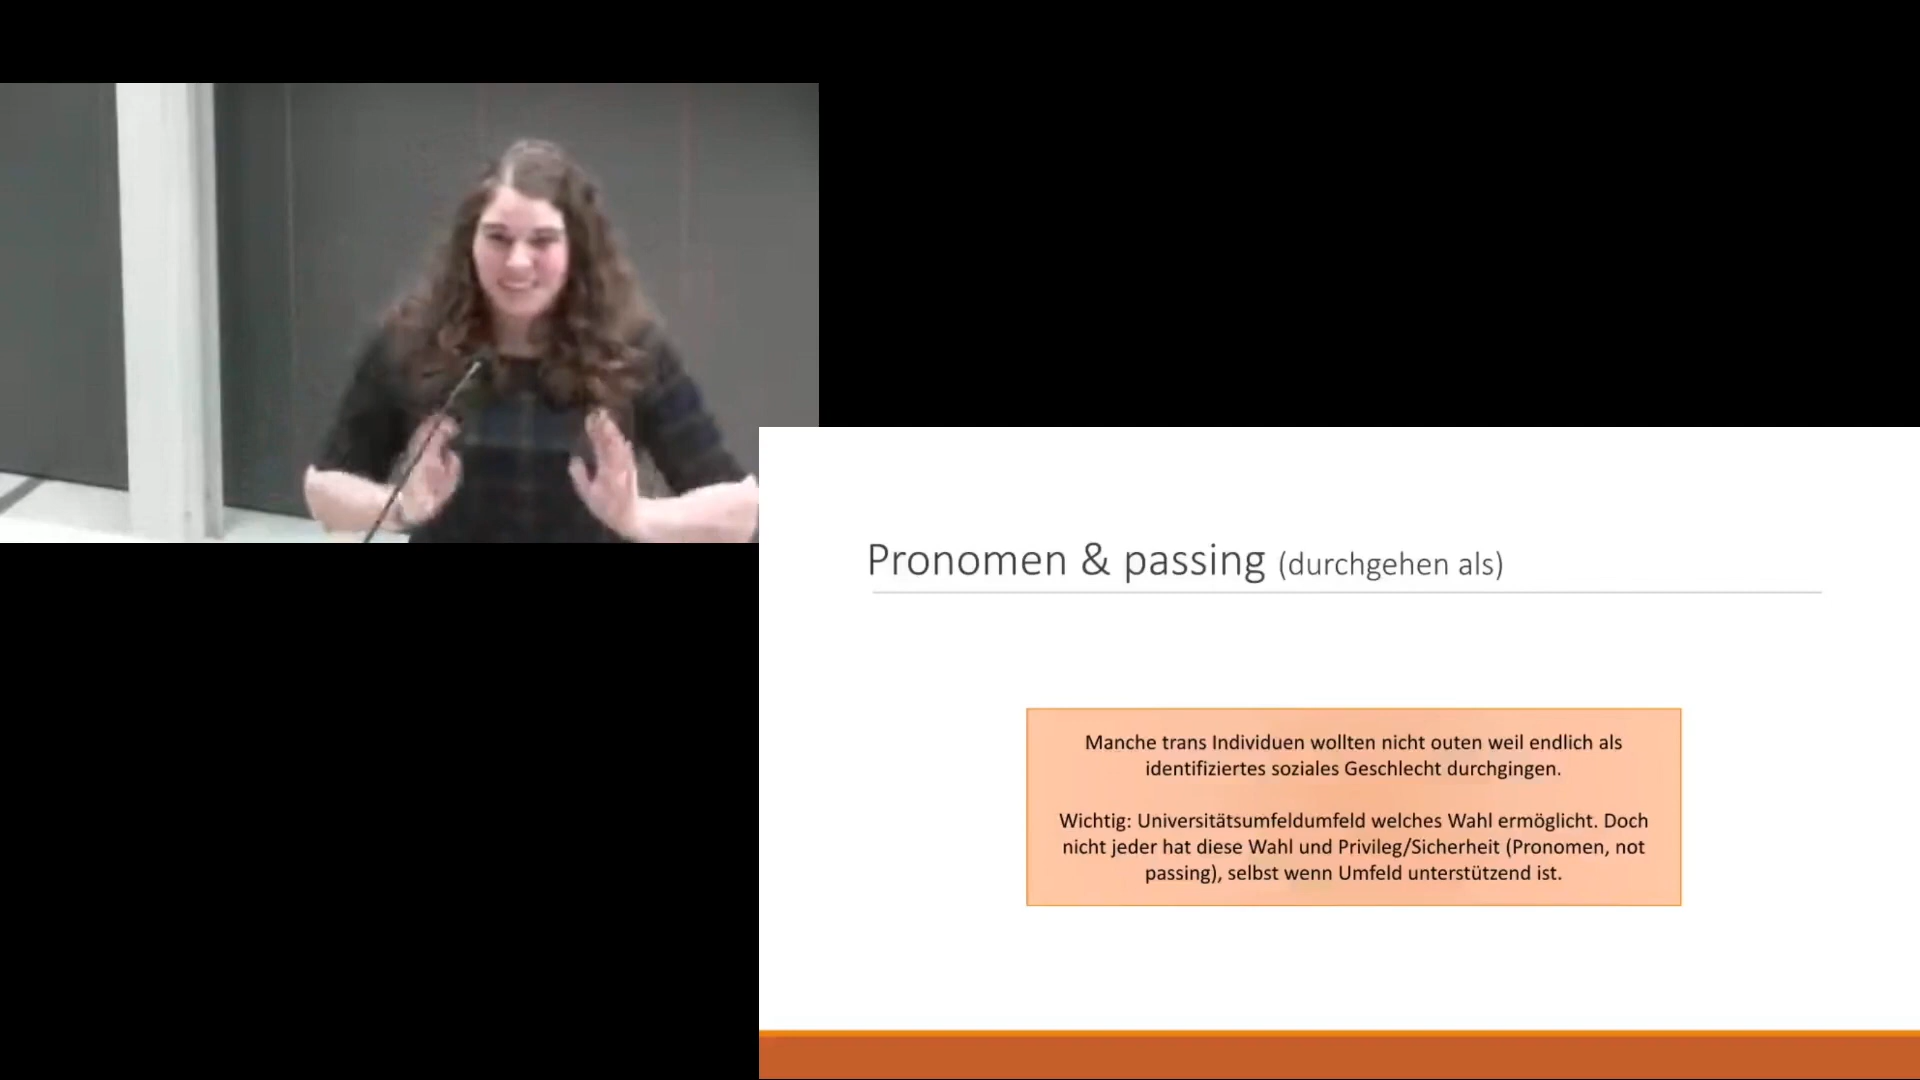 Pronomen & passing (durchgehen als)
Manche trans Individuen wollten nicht outen weil endlich als
identifiziertes soziales Geschlecht durchgingen.
Wichtig: Universitätsumfeldumfeld welches Wahl ermöglicht. Doch
nicht jeder hat diese Wahl und Privileg/Sicherheit (Pronomen, not
passing), selbst wenn Umfeld unterstützend ist.